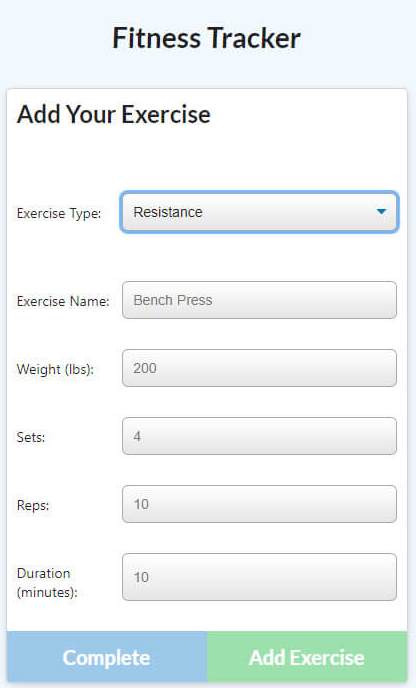 Fitness Tracker
Add Your Exercise
Exercise Type: Resistance
Exercise Name: Bench Press
Weight (lbs): 200
Sets: 4
Reps: 10
Duration
(minutes): 10
Complete Add Exercise